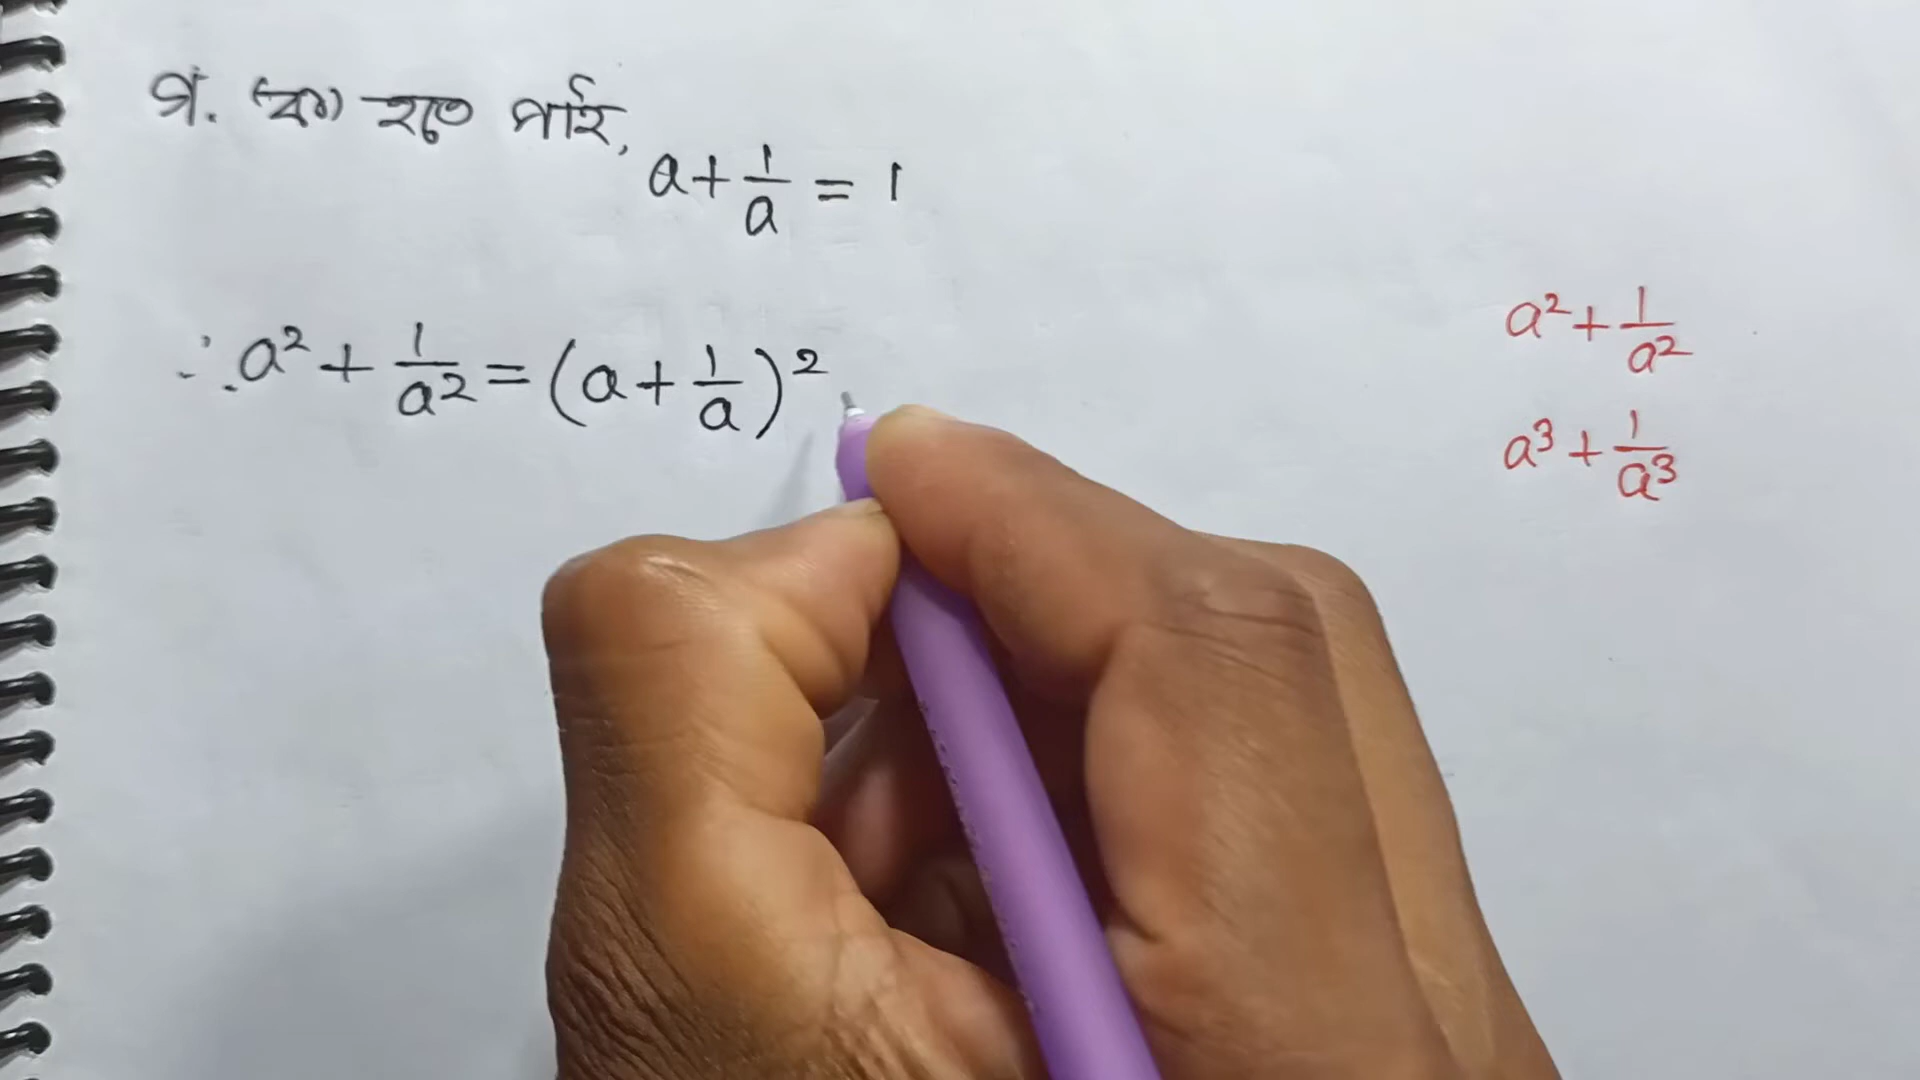 গ. (ক) হতে পাই,
a + 1/a = 1
∴ a² + 1/a² = (a + 1/a)²
a² + 1/a²
a³ + 1/a³